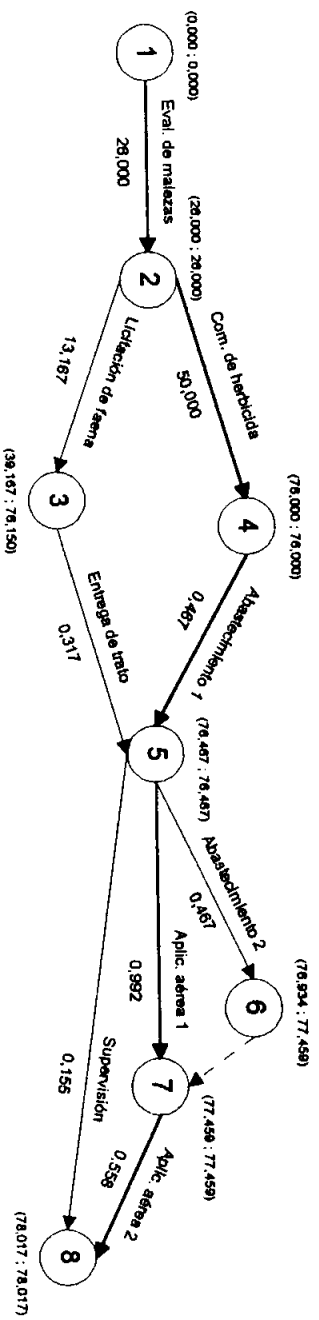 (0,000 ; 0,000)
1
Eval. de malezas
26,000
(26,000 ; 26,000)
2
Com. de herbicida
50,000
Licitación de faena
13,167
(76,000 ; 76,000)
4
3
(39,167 ; 76,150)
Abastecimiento 1
0,467
Entrega de trato
0,317
(76,467 ; 76,467)
5
Abastecimiento 2
0,467
Aplic. aérea 1
0,992
Supervisión
0,155
(76,934 ; 77,459)
6
(77,459 ; 77,459)
7
Aplic. aérea 2
0,558
8
(78,017 ; 78,017)